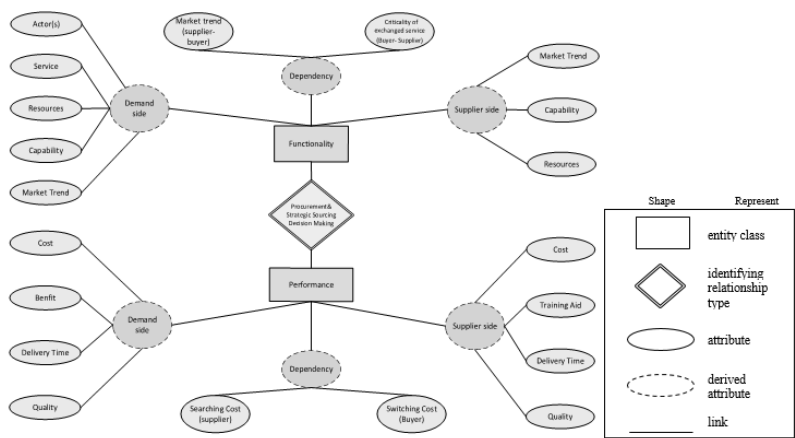 Actor(s)
Service
Resources
Capability
Market Trend
Demand
side
Market trend
(supplier-
buyer)
Criticality of
exchanged service
(Buyer- Supplier)
Dependency
Functionality
Supplier side
Market Trend
Capability
Resources
Procurement&
Strategic Sourcing
Decision Making
Performance
Cost
Benfit
Delivery Time
Quality
Demand
side
Dependency
Searching Cost
(supplier)
Switching Cost
(Buyer)
Supplier side
Cost
Training Aid
Delivery Time
Quality
Shape Represent
entity class
identifying
relationship
type
attribute
derived
attribute
link